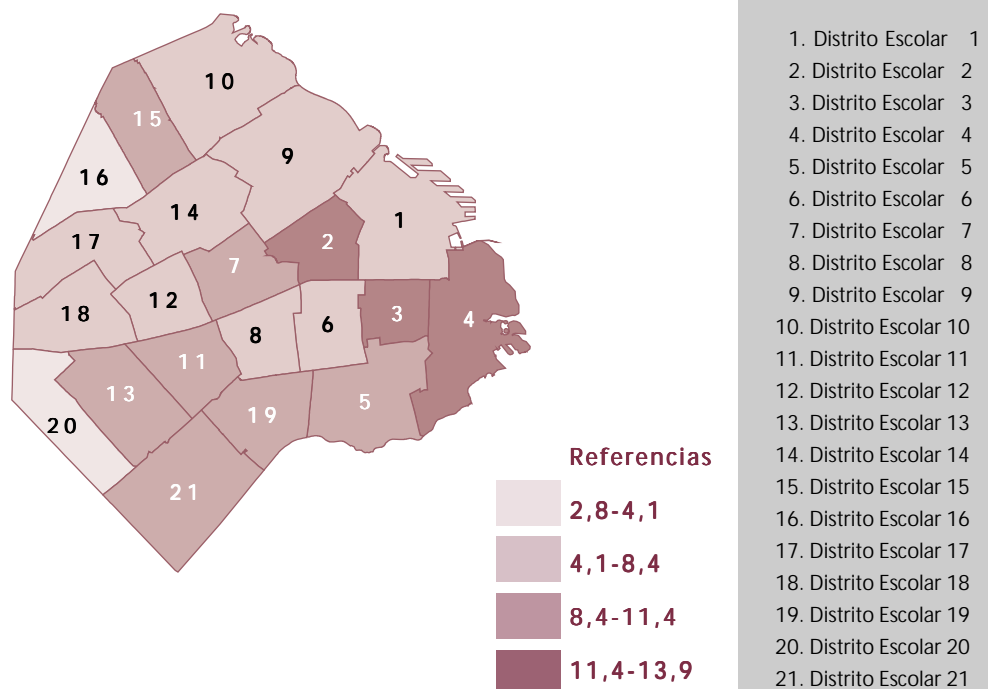 10
15
9
16
14
1
17
2
7
12
18
3
4
6
8
11
13
5
19
20
21
Referencias
2,8-4,1
4,1-8,4
8,4-11,4
11,4-13,9
1. Distrito Escolar 1
2. Distrito Escolar 2
3. Distrito Escolar 3
4. Distrito Escolar 4
5. Distrito Escolar 5
6. Distrito Escolar 6
7. Distrito Escolar 7
8. Distrito Escolar 8
9. Distrito Escolar 9
10. Distrito Escolar 10
11. Distrito Escolar 11
12. Distrito Escolar 12
13. Distrito Escolar 13
14. Distrito Escolar 14
15. Distrito Escolar 15
16. Distrito Escolar 16
17. Distrito Escolar 17
18. Distrito Escolar 18
19. Distrito Escolar 19
20. Distrito Escolar 20
21. Distrito Escolar 21